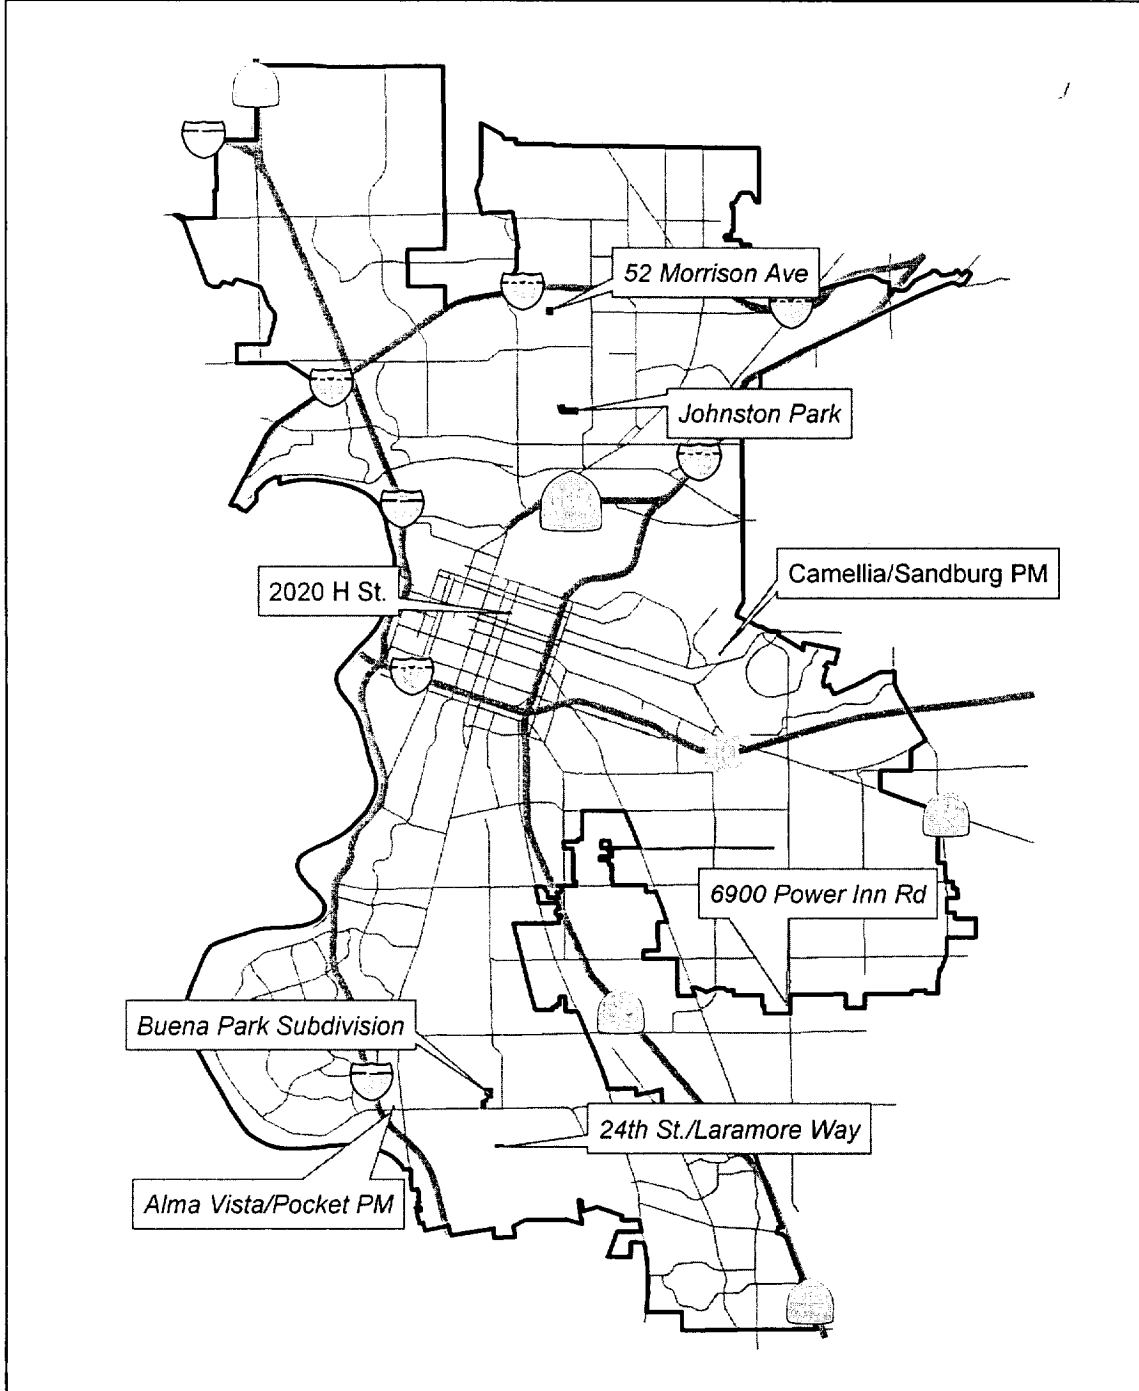 52 Morrison Ave
Johnston Park
Camellia/Sandburg PM
2020 H St.
6900 Power Inn Rd
Buena Park Subdivision
24th St./Laramore Way
Alma Vista/Pocket PM